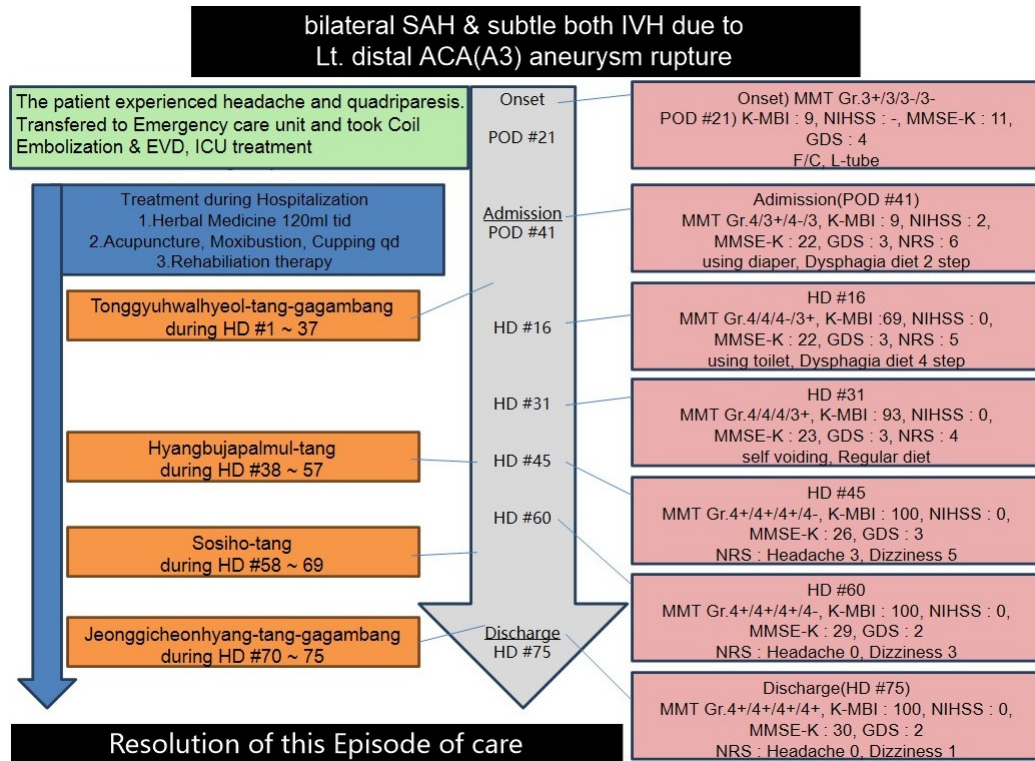 bilateral SAH & subtle both IVH due to
Lt. distal ACA(A3) aneurysm rupture
The patient experienced headache and quadriparesis.
Transfered to Emergency care unit and took Coil
Embolization & EVD, ICU treatment
Treatment during Hospitalization
1.Herbal Medicine 120ml tid
2.Acupuncture, Moxibustion, Cupping qd
3.Rehabiliation therapy
Tonggyuhwalhyeol-tang-gagambang
during HD #1 ~ 37
Hyangbujapalmul-tang
during HD #38 ~ 57
Sosiho-tang
during HD #58 ~ 69
Jeonggicheonhyang-tang-gagambang
during HD #70 ~ 75
Onset
POD #21
Admission
POD #41
HD #16
HD #31
HD #45
HD #60
Discharge
HD #75
Onset) MMT Gr.3+/3/3-/3-
POD #21) K-MBI : 9, NIHSS : -, MMSE-K : 11,
GDS : 4
F/C, L-tube
Admission(POD #41)
MMT Gr.4/3+/4-/3, K-MBI : 9, NIHSS : 2,
MMSE-K : 22, GDS : 3, NRS : 6
using diaper, Dysphagia diet 2 step
HD #16
MMT Gr.4/4/4-/3+, K-MBI :69, NIHSS : 0,
MMSE-K : 22, GDS : 3, NRS : 5
using toilet, Dysphagia diet 4 step
HD #31
MMT Gr.4/4/4/3+, K-MBI : 93, NIHSS : 0,
MMSE-K : 23, GDS : 3, NRS : 4
self voiding, Regular diet
HD #45
MMT Gr.4+/4+/4+/4-, K-MBI : 100, NIHSS : 0,
MMSE-K : 26, GDS : 3
NRS : Headache 3, Dizziness 5
HD #60
MMT Gr.4+/4+/4+/4-, K-MBI : 100, NIHSS : 0,
MMSE-K : 29, GDS : 2
NRS : Headache 0, Dizziness 3
Discharge(HD #75)
MMT Gr.4+/4+/4+/4+, K-MBI : 100, NIHSS : 0,
MMSE-K : 30, GDS : 2
NRS : Headache 0, Dizziness 1
Resolution of this Episode of care